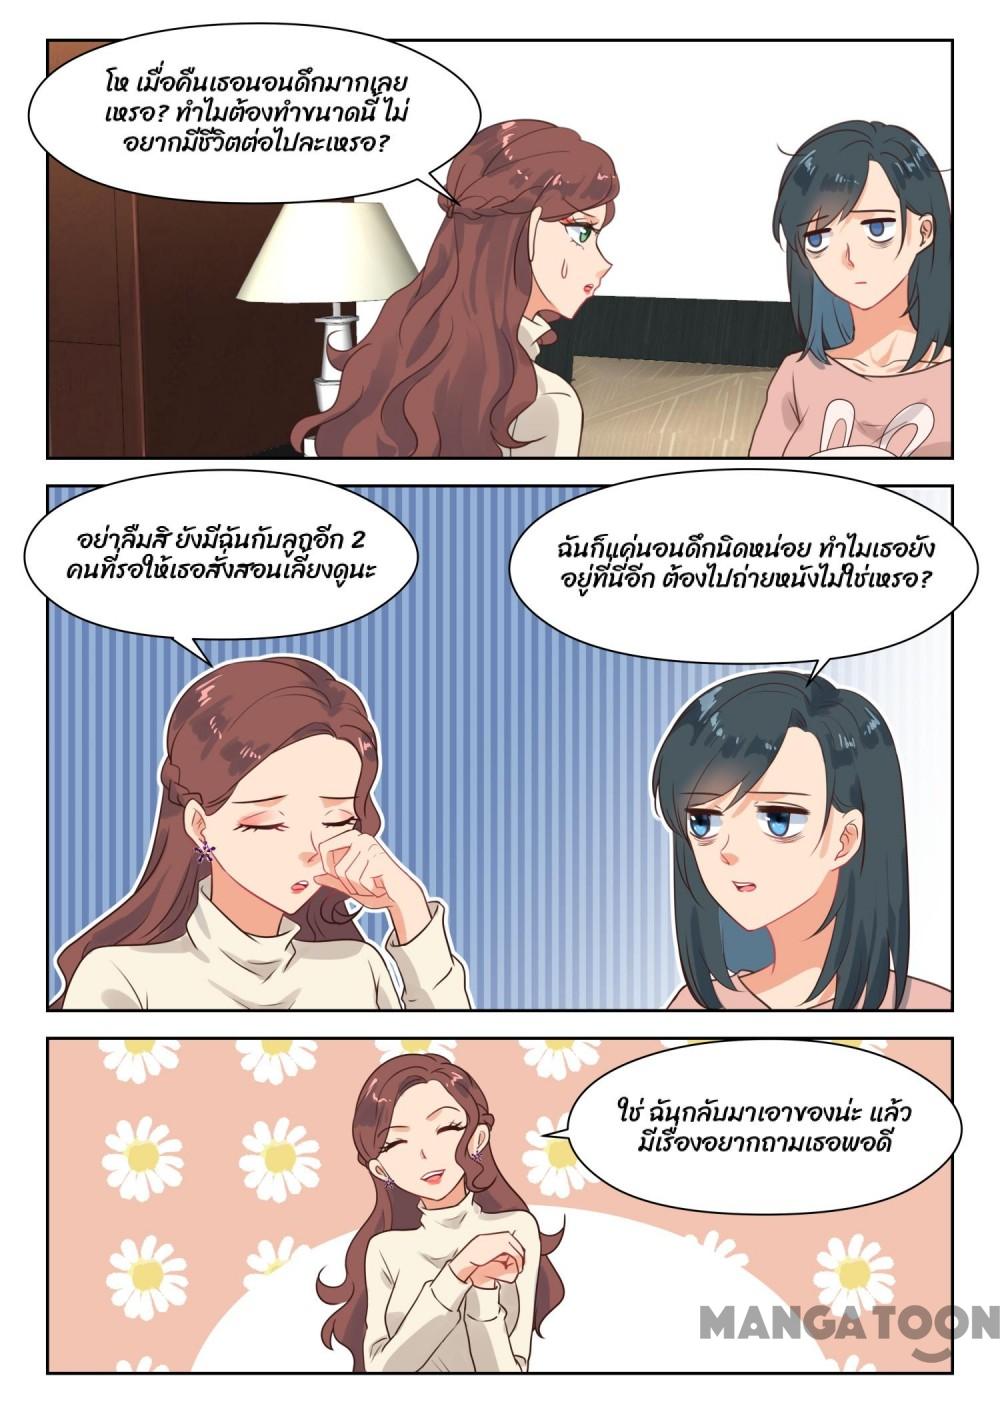 โห เมื่อคืนเธอนอนดึกมากเลย
เหรอ? ทำไมต้องทำขนาดนี้ ไม่
อยากมีชีวิตต่อไปละเหรอ?
อย่าลืมสิ ยังมีฉันกับลูกอีก 2
คนที่รอให้เธอสั่งสอนเลี้ยงดูนะ
ฉันก็แค่นอนดึกนิดหน่อย ทำไมเธอยัง
อยู่ที่นี่อีก ต้องไปถ่ายหนังไม่ใช่เหรอ?
ใช่ ฉันกลับมาเอาของน่ะ แล้ว
มีเรื่องอยากถามเธอพอดี
MANGATOON